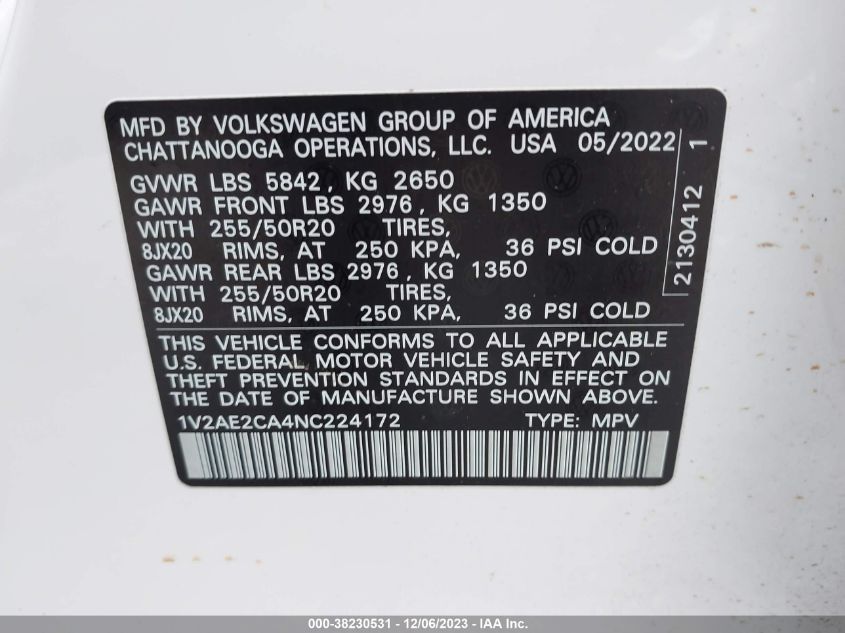 MFD BY VOLKSWAGEN GROUP OF AMERICA
CHATTANOOGA OPERATIONS, LLC. USA 05/2022
GVWR LBS 5842, KG 2650
GAWR FRONT LBS 2976, KG 1350
WITH 255/50R20 TIRES,
8JX20 RIMS, AT 250 KPA, 36 PSI COLD
GAWR REAR LBS 2976, KG 1350
WITH 255/50R20 TIRES,
8JX20 RIMS, AT 250 KPA, 36 PSI COLD
2130412 1
THIS VEHICLE CONFORMS TO ALL APPLICABLE
U.S. FEDERAL MOTOR VEHICLE SAFETY AND
THEFT PREVENTION STANDARDS IN EFFECT ON
THE DATE OF MANUFACTURE SHOWN ABOVE.
1V2AE2CA4NC224172 TYPE: MPV
000-38230531 - 12/06/2023 - IAA Inc.